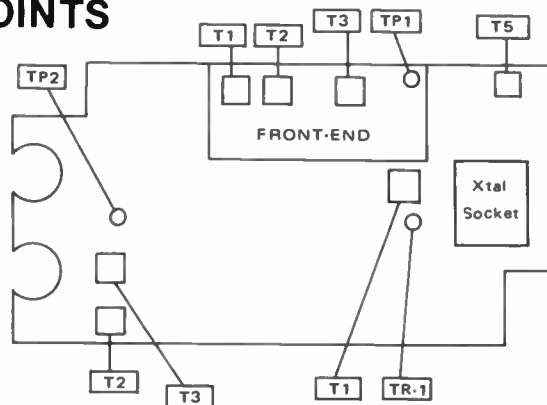 OINTS
T1
T2
T3
TP1
T5
TP2
FRONT-END
Xtal
Socket
T2
T3
T1
TR-1